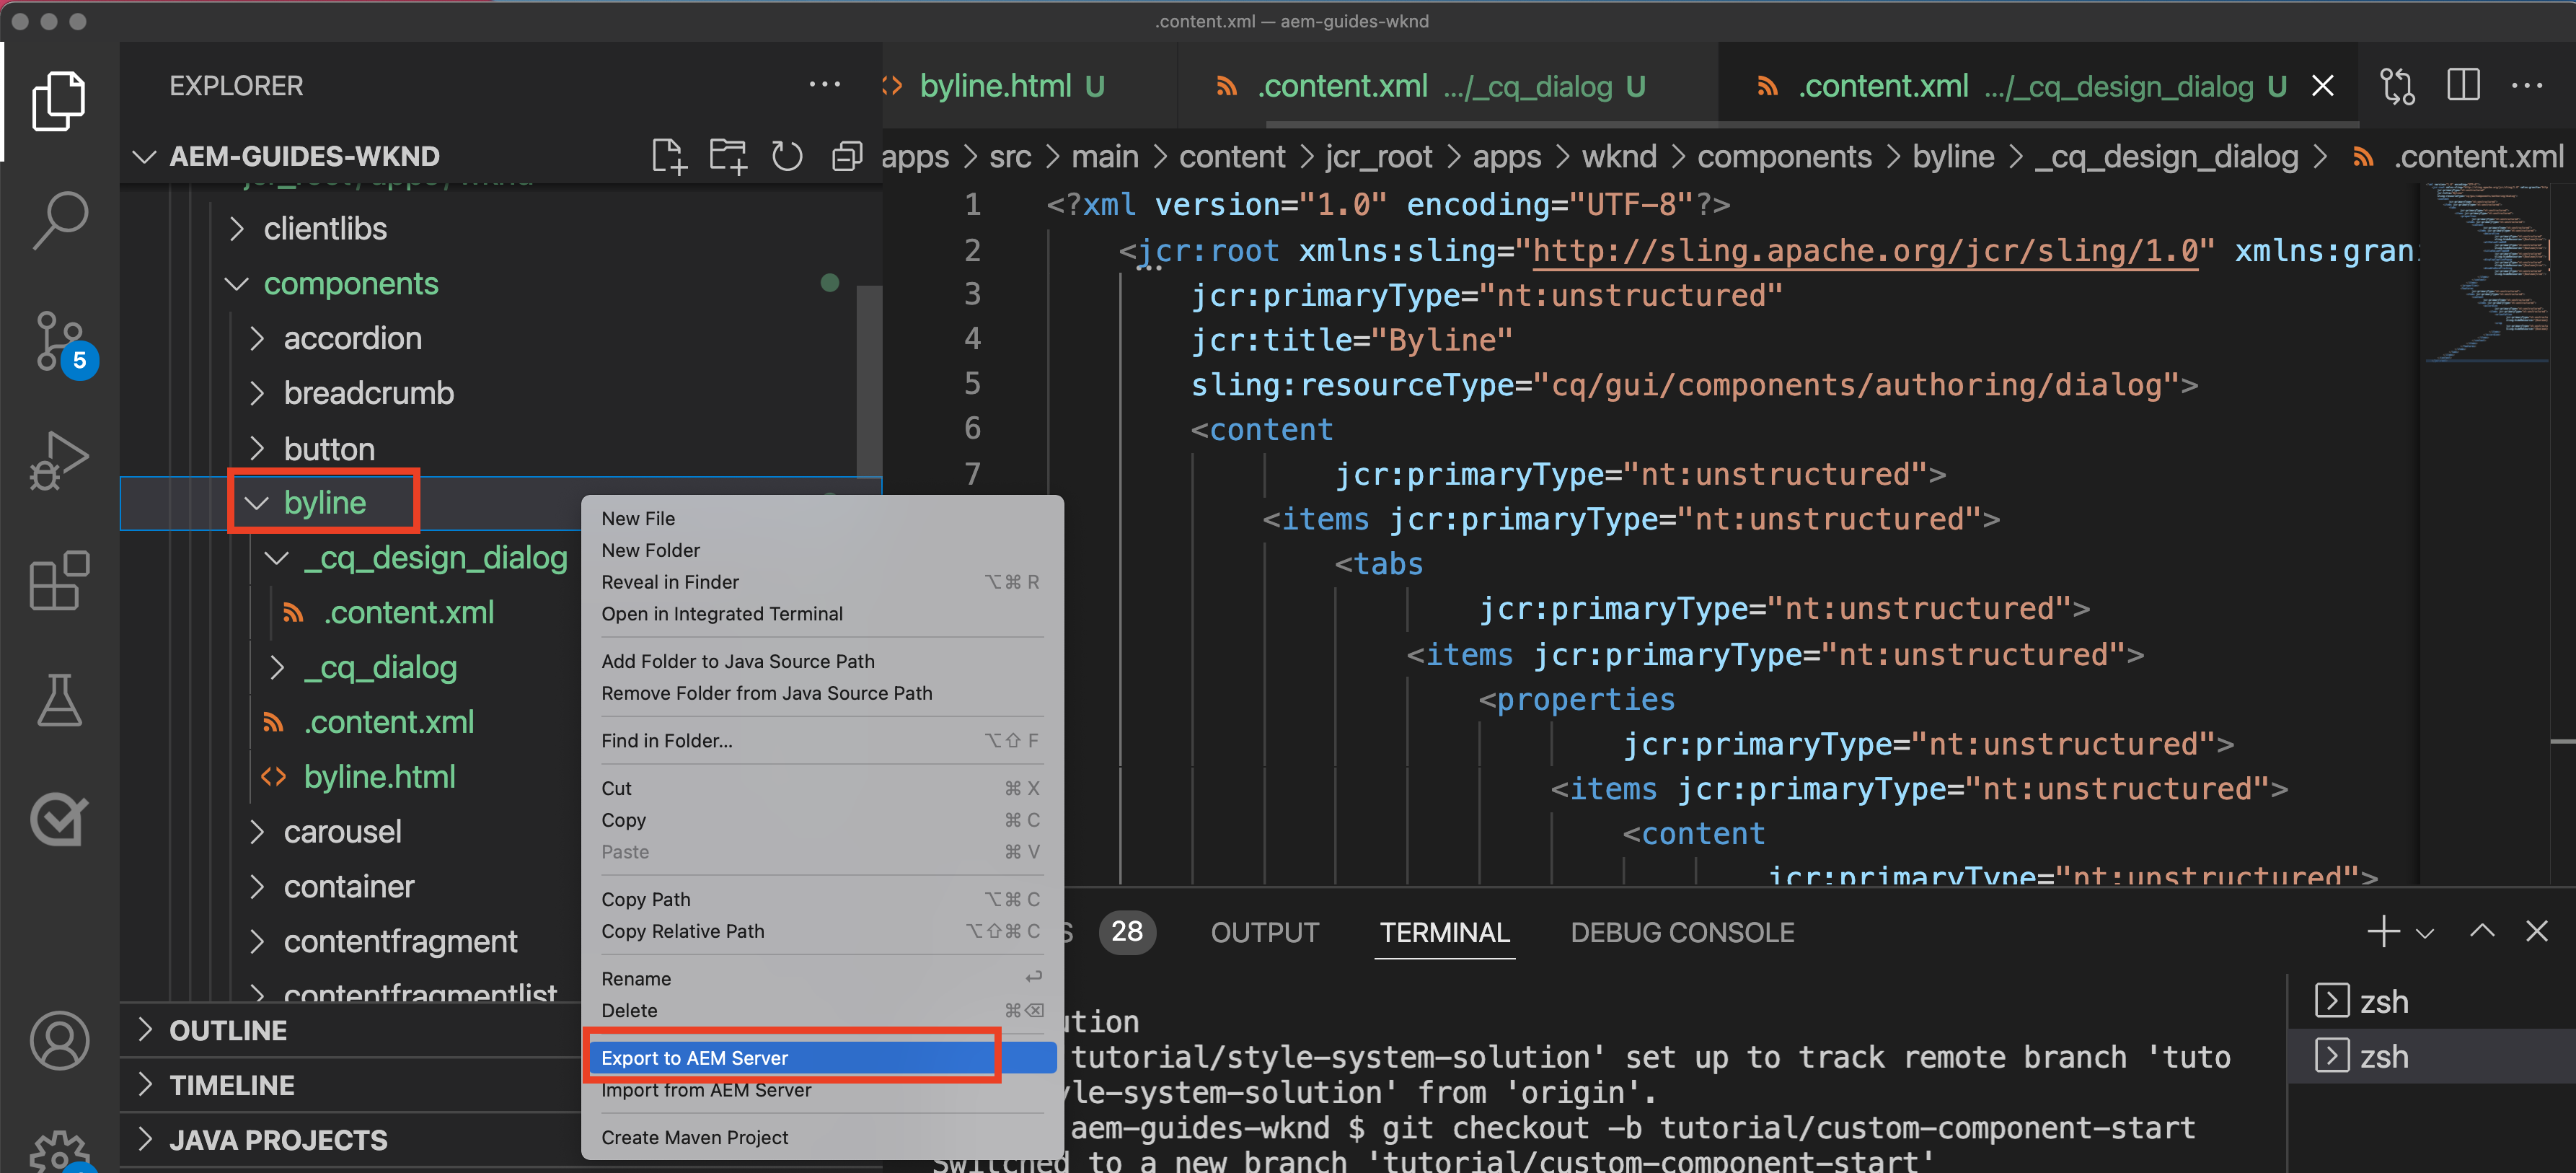 .content.xml — aem-guides-wknd
EXPLORER
byline.html U
.content.xml .../_cq_dialog U
.content.xml .../_cq_design_dialog U
AEM-GUIDES-WKND
apps > src > main > content > jcr_root > apps > wknd > components > byline > _cq_design_dialog > .content.xml
jcr_root/apps/wknd
clientlibs
components
accordion
breadcrumb
button
byline
_cq_design_dialog
.content.xml
_cq_dialog
.content.xml
byline.html
carousel
container
contentfragment
contentfragmentlist
OUTLINE
TIMELINE
JAVA PROJECTS
5
1 <?xml version="1.0" encoding="UTF-8"?>
2 <jcr:root xmlns:sling="http://sling.apache.org/jcr/sling/1.0" xmlns:grani
3 jcr:primaryType="nt:unstructured"
4 jcr:title="Byline"
5 sling:resourceType="cq/gui/components/authoring/dialog">
6 <content
7 jcr:primaryType="nt:unstructured">
<items jcr:primaryType="nt:unstructured">
<tabs
jcr:primaryType="nt:unstructured">
<items jcr:primaryType="nt:unstructured">
<properties
jcr:primaryType="nt:unstructured">
<items jcr:primaryType="nt:unstructured">
<content
jcr:primaryType="nt:unstructured">
New File
New Folder
Reveal in Finder ⌥⌘ R
Open in Integrated Terminal
Add Folder to Java Source Path
Remove Folder from Java Source Path
Find in Folder... ⌥⇧ F
Cut ⌘ X
Copy ⌘ C
Paste ⌘ V
Copy Path ⌥⌘ C
Copy Relative Path ⌥⇧⌘ C
Rename ↩
Delete ⌘⌫
Export to AEM Server
Import from AEM Server
Create Maven Project
S 28 OUTPUT TERMINAL DEBUG CONSOLE
zsh
zsh
ution
tutorial/style-system-solution' set up to track remote branch 'tuto
yle-system-solution' from 'origin'.
aem-guides-wknd $ git checkout -b tutorial/custom-component-start
Switched to a new branch 'tutorial/custom-component-start'